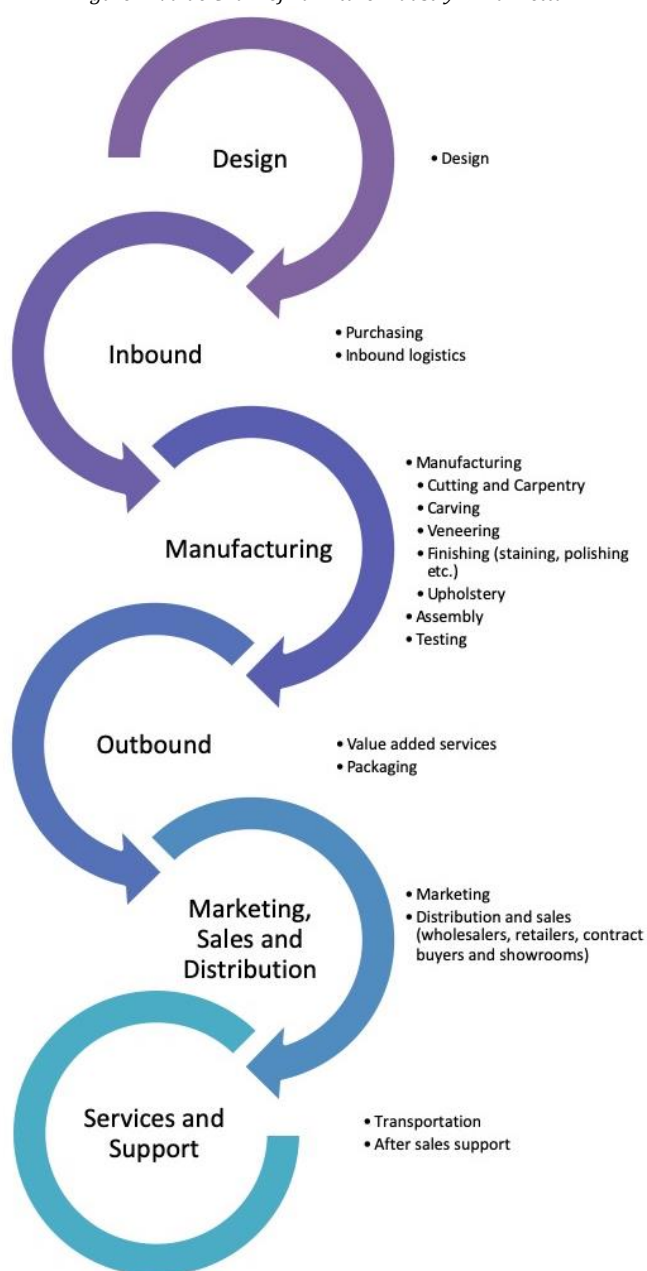 Design
• Design
Inbound
• Purchasing
• Inbound logistics
Manufacturing
• Manufacturing
• Cutting and Carpentry
• Carving
• Veneering
• Finishing (staining, polishing
etc.)
• Upholstery
• Assembly
• Testing
Outbound
• Value added services
• Packaging
Marketing,
Sales and
Distribution
• Marketing
• Distribution and sales
(wholesalers, retailers, contract
buyers and showrooms)
Services and
Support
• Transportation
• After sales support